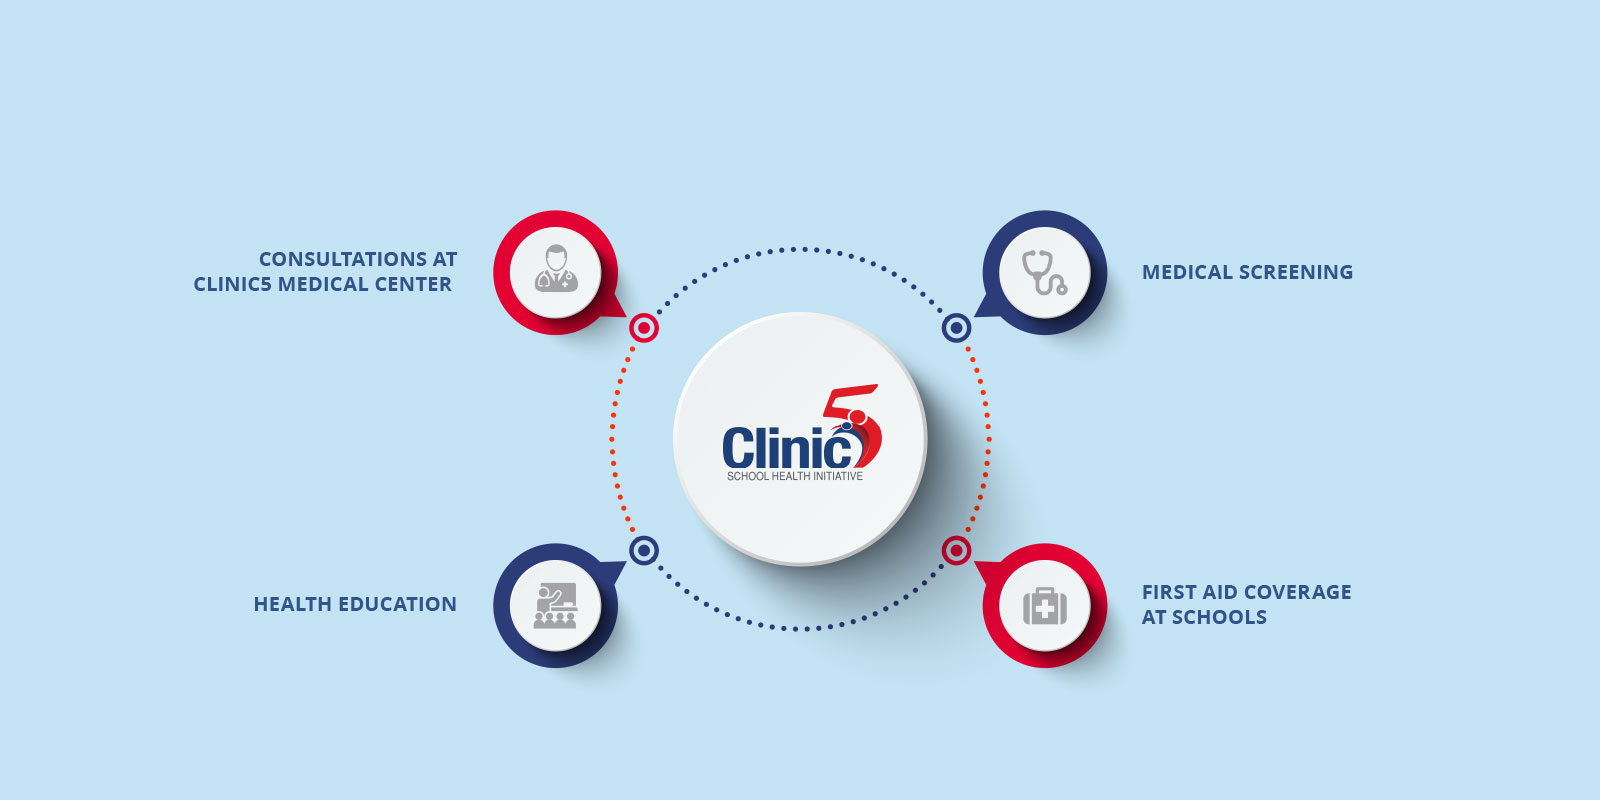 CONSULTATIONS AT
CLINIC5 MEDICAL CENTER
MEDICAL SCREENING
Clinic5
SCHOOL HEALTH INITIATIVE
HEALTH EDUCATION
FIRST AID COVERAGE
AT SCHOOLS